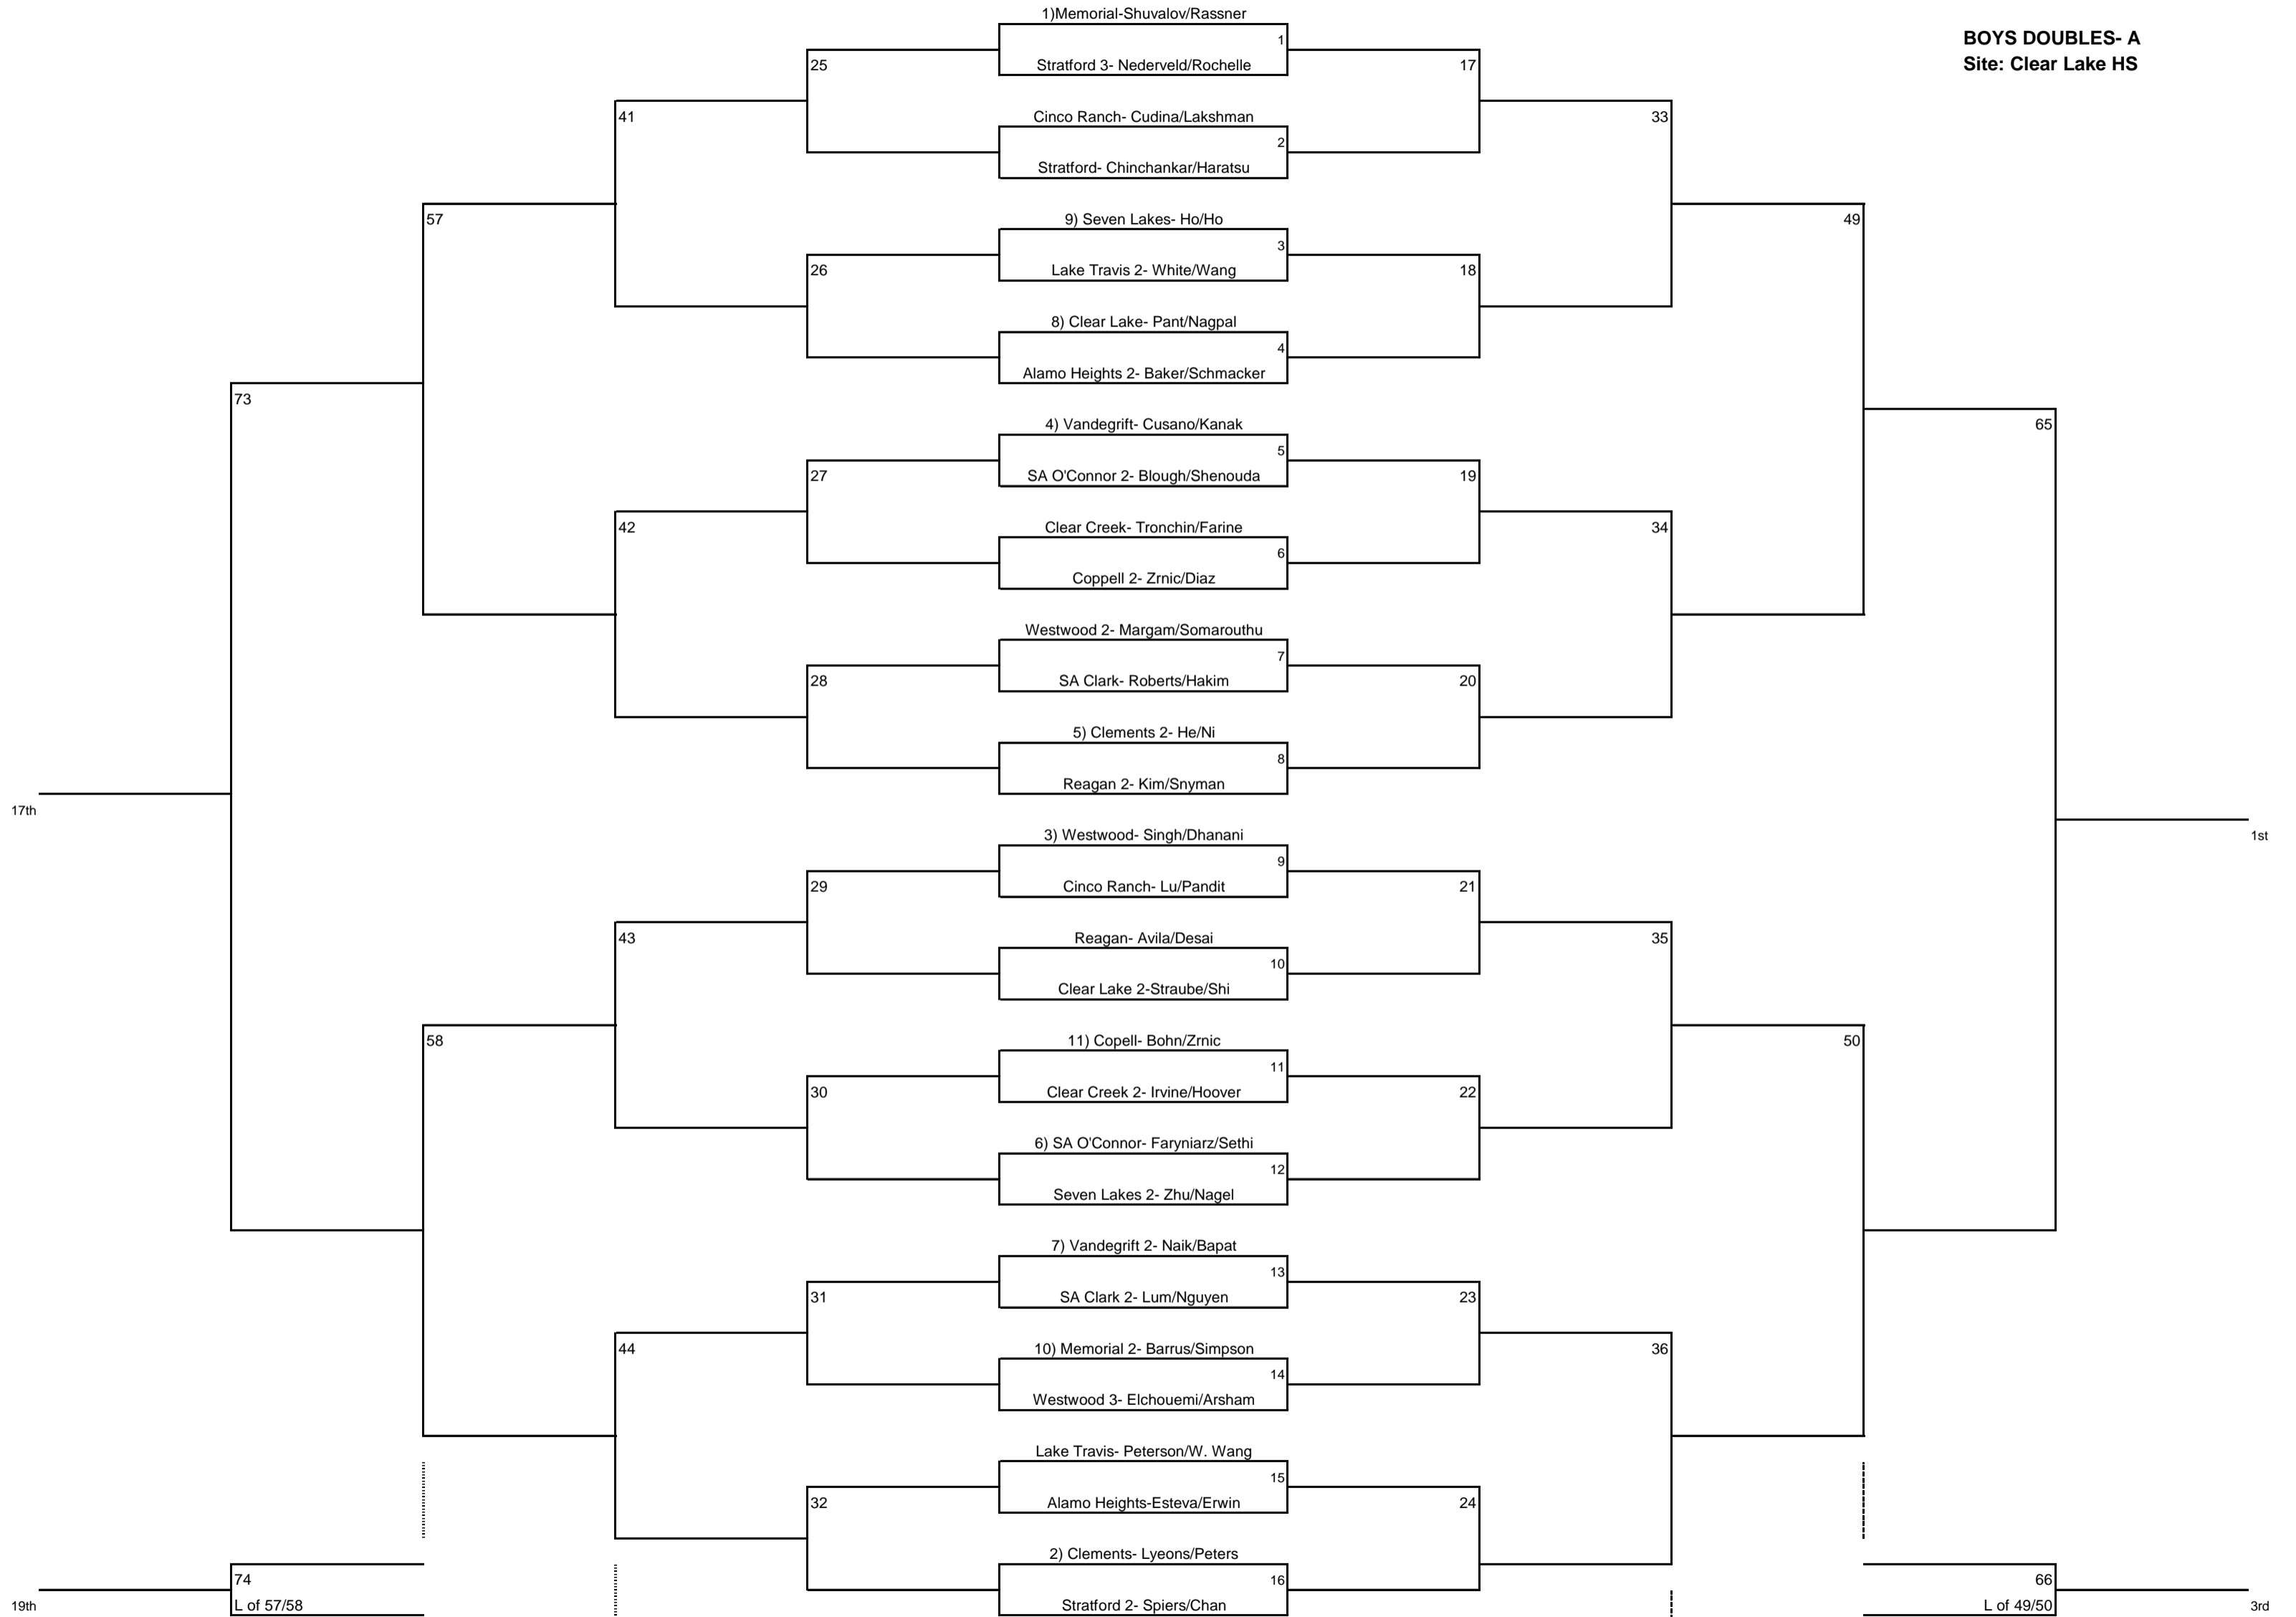 1)Memorial-Shuvalov/Rassner
BOYS DOUBLES- A
1
25
Stratford 3- Nederveld/Rochelle
17
Site: Clear Lake HS
41
Cinco Ranch- Cudina/Lakshman
33
2
Stratford- Chinchankar/Haratsu
57
9) Seven Lakes- Ho/Ho
49
3
26
Lake Travis 2- White/Wang
18
8) Clear Lake- Pant/Nagpal
4
Alamo Heights 2- Baker/Schmacker
73
4) Vandegrift- Cusano/Kanak
65
5
27
SA O'Connor 2- Blough/Shenouda
19
42
Clear Creek- Tronchin/Farine
34
6
Coppell 2- Zrnic/Diaz
Westwood 2- Margam/Somarouthu
7
28
SA Clark- Roberts/Hakim
20
5) Clements 2- He/Ni
8
Reagan 2- Kim/Snyman
17th
3) Westwood- Singh/Dhanani
1st
9
29
Cinco Ranch- Lu/Pandit
21
43
Reagan- Avila/Desai
35
10
Clear Lake 2-Straube/Shi
58
11) Copell- Bohn/Zrnic
50
11
30
Clear Creek 2- Irvine/Hoover
22
6) SA O'Connor- Faryniarz/Sethi
12
Seven Lakes 2- Zhu/Nagel
7) Vandegrift 2- Naik/Bapat
13
31
SA Clark 2- Lum/Nguyen
23
44
10) Memorial 2- Barrus/Simpson
36
14
Westwood 3- Elchouemi/Arsham
Lake Travis- Peterson/W. Wang
15
32
Alamo Heights-Esteva/Erwin
24
2) Clements- Lyeons/Peters
74
16
66
19th
L of 57/58
Stratford 2- Spiers/Chan
L of 49/50
3rd